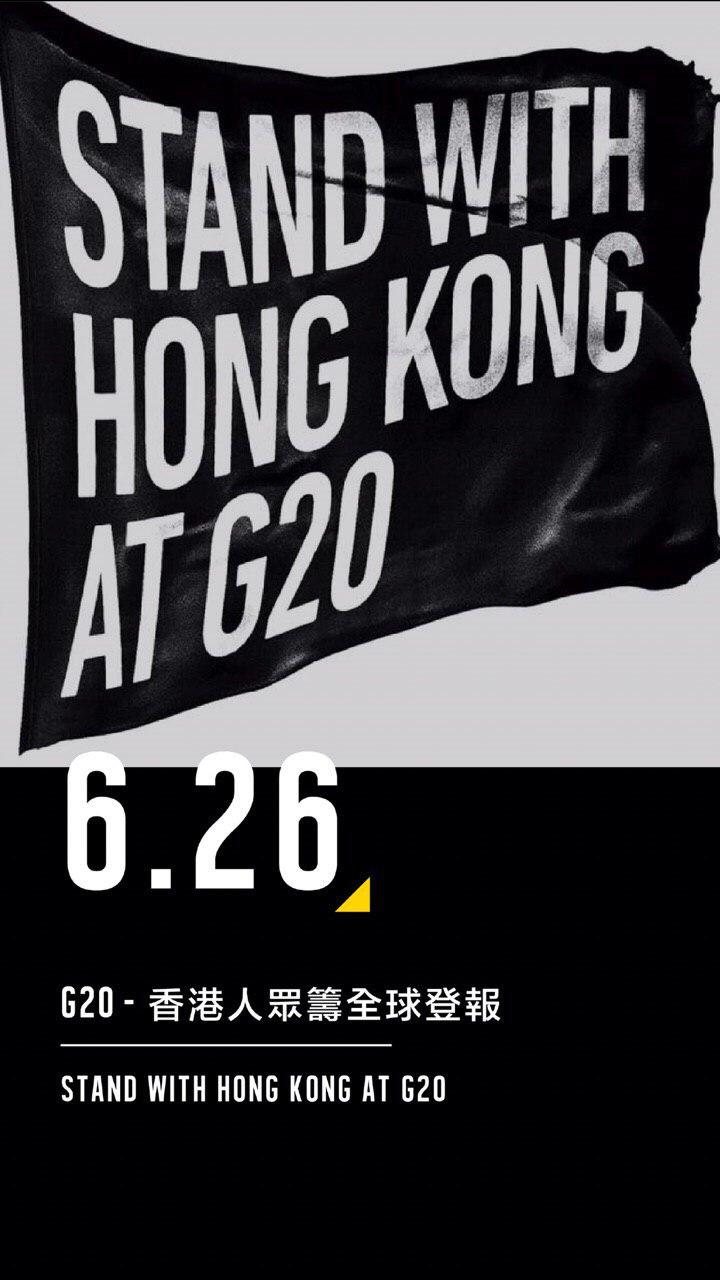 STAND WITH
HONG KONG
AT G20
6.26
G20 - 香港人眾籌全球登報
STAND WITH HONG KONG AT G20